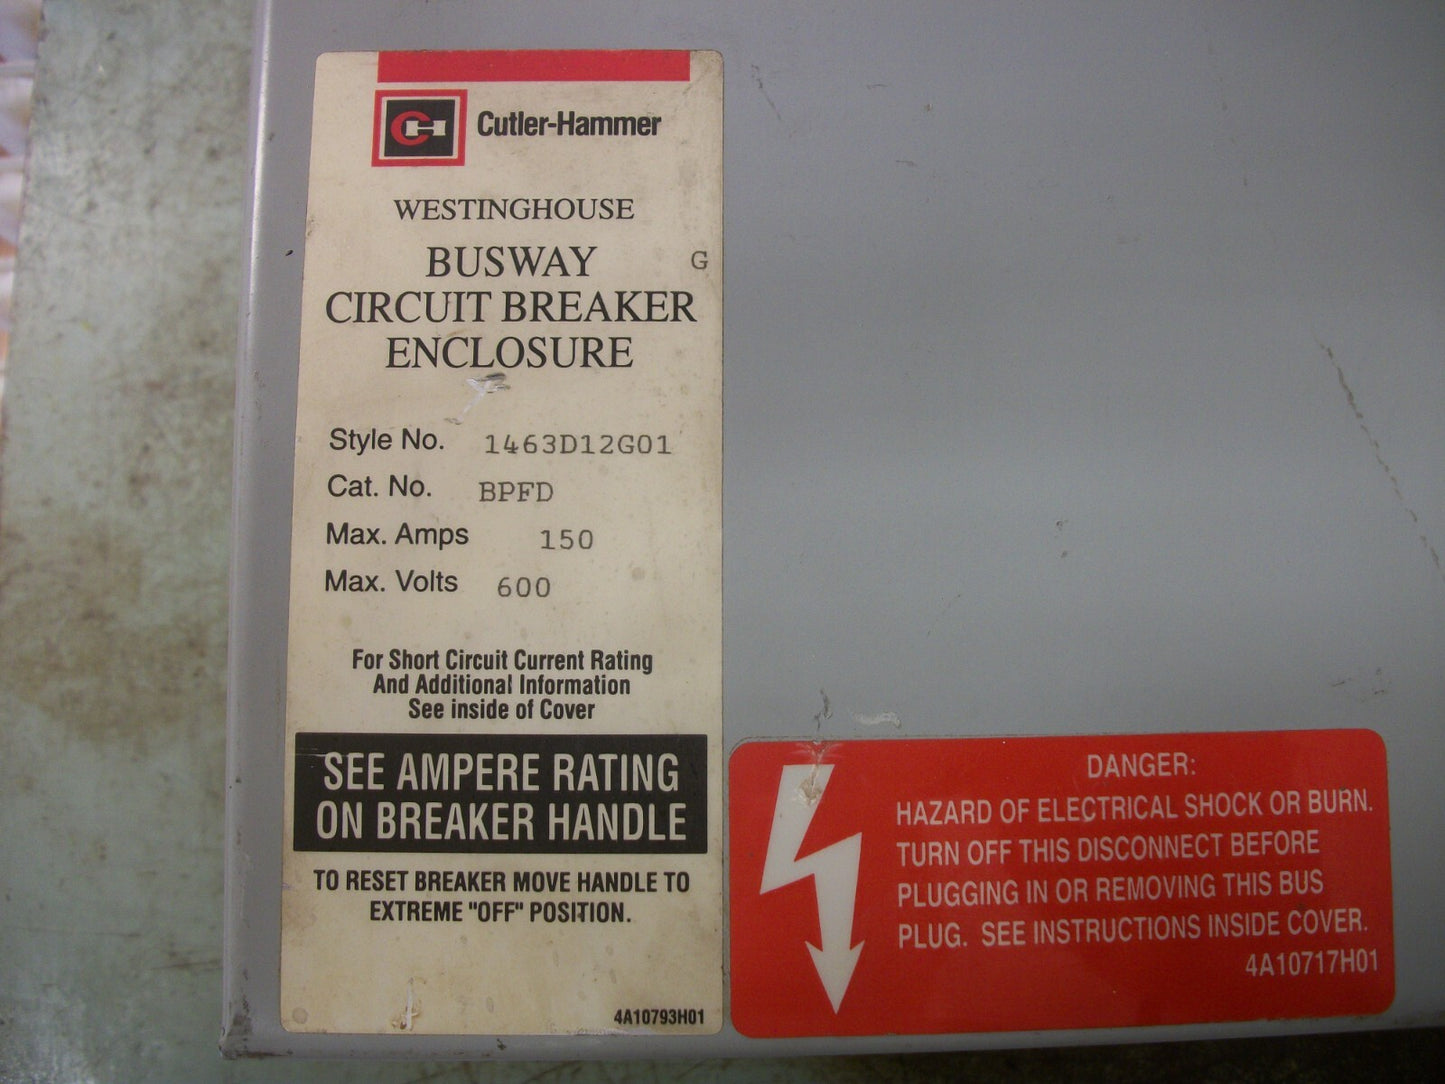 CH Cutler-Hammer
WESTINGHOUSE
BUSWAY G
CIRCUIT BREAKER
ENCLOSURE
Style No. 1463D12G01
Cat. No. BPFD
Max. Amps 150
Max. Volts 600
For Short Circuit Current Rating
And Additional Information
See inside of Cover
SEE AMPERE RATING
ON BREAKER HANDLE
TO RESET BREAKER MOVE HANDLE TO
EXTREME "OFF" POSITION.
4A10793H01
DANGER:
HAZARD OF ELECTRICAL SHOCK OR BURN.
TURN OFF THIS DISCONNECT BEFORE
PLUGGING IN OR REMOVING THIS BUS
PLUG. SEE INSTRUCTIONS INSIDE COVER.
4A10717H01